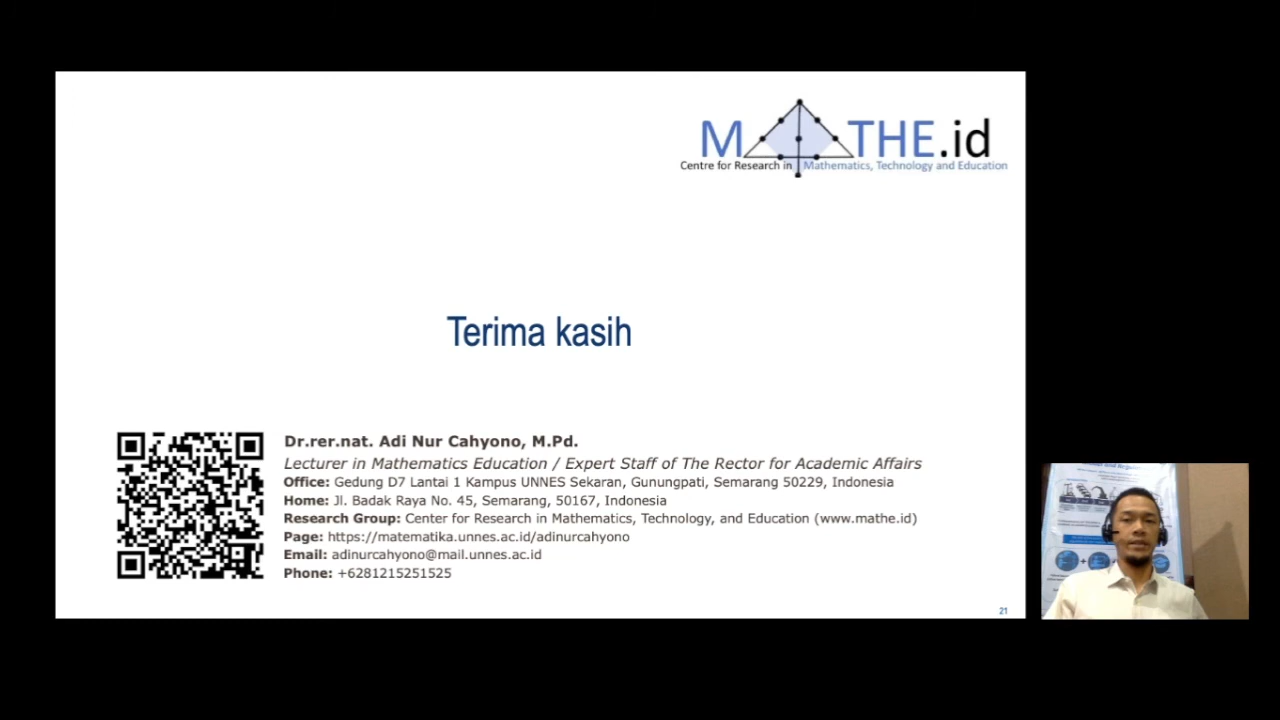 MATHE.id
Centre for Research in Mathematics, Technology and Education
Terima kasih
Dr.rer.nat. Adi Nur Cahyono, M.Pd.
Lecturer in Mathematics Education / Expert Staff of The Rector for Academic Affairs
Office: Gedung D7 Lantai 1 Kampus UNNES Sekaran, Gunungpati, Semarang 50229, Indonesia
Home: Jl. Badak Raya No. 45, Semarang, 50167, Indonesia
Research Group: Center for Research in Mathematics, Technology, and Education (www.mathe.id)
Page: https://matematika.unnes.ac.id/adinurcahyono
Email: adinurcahyono@mail.unnes.ac.id
Phone: +6281215251525
21